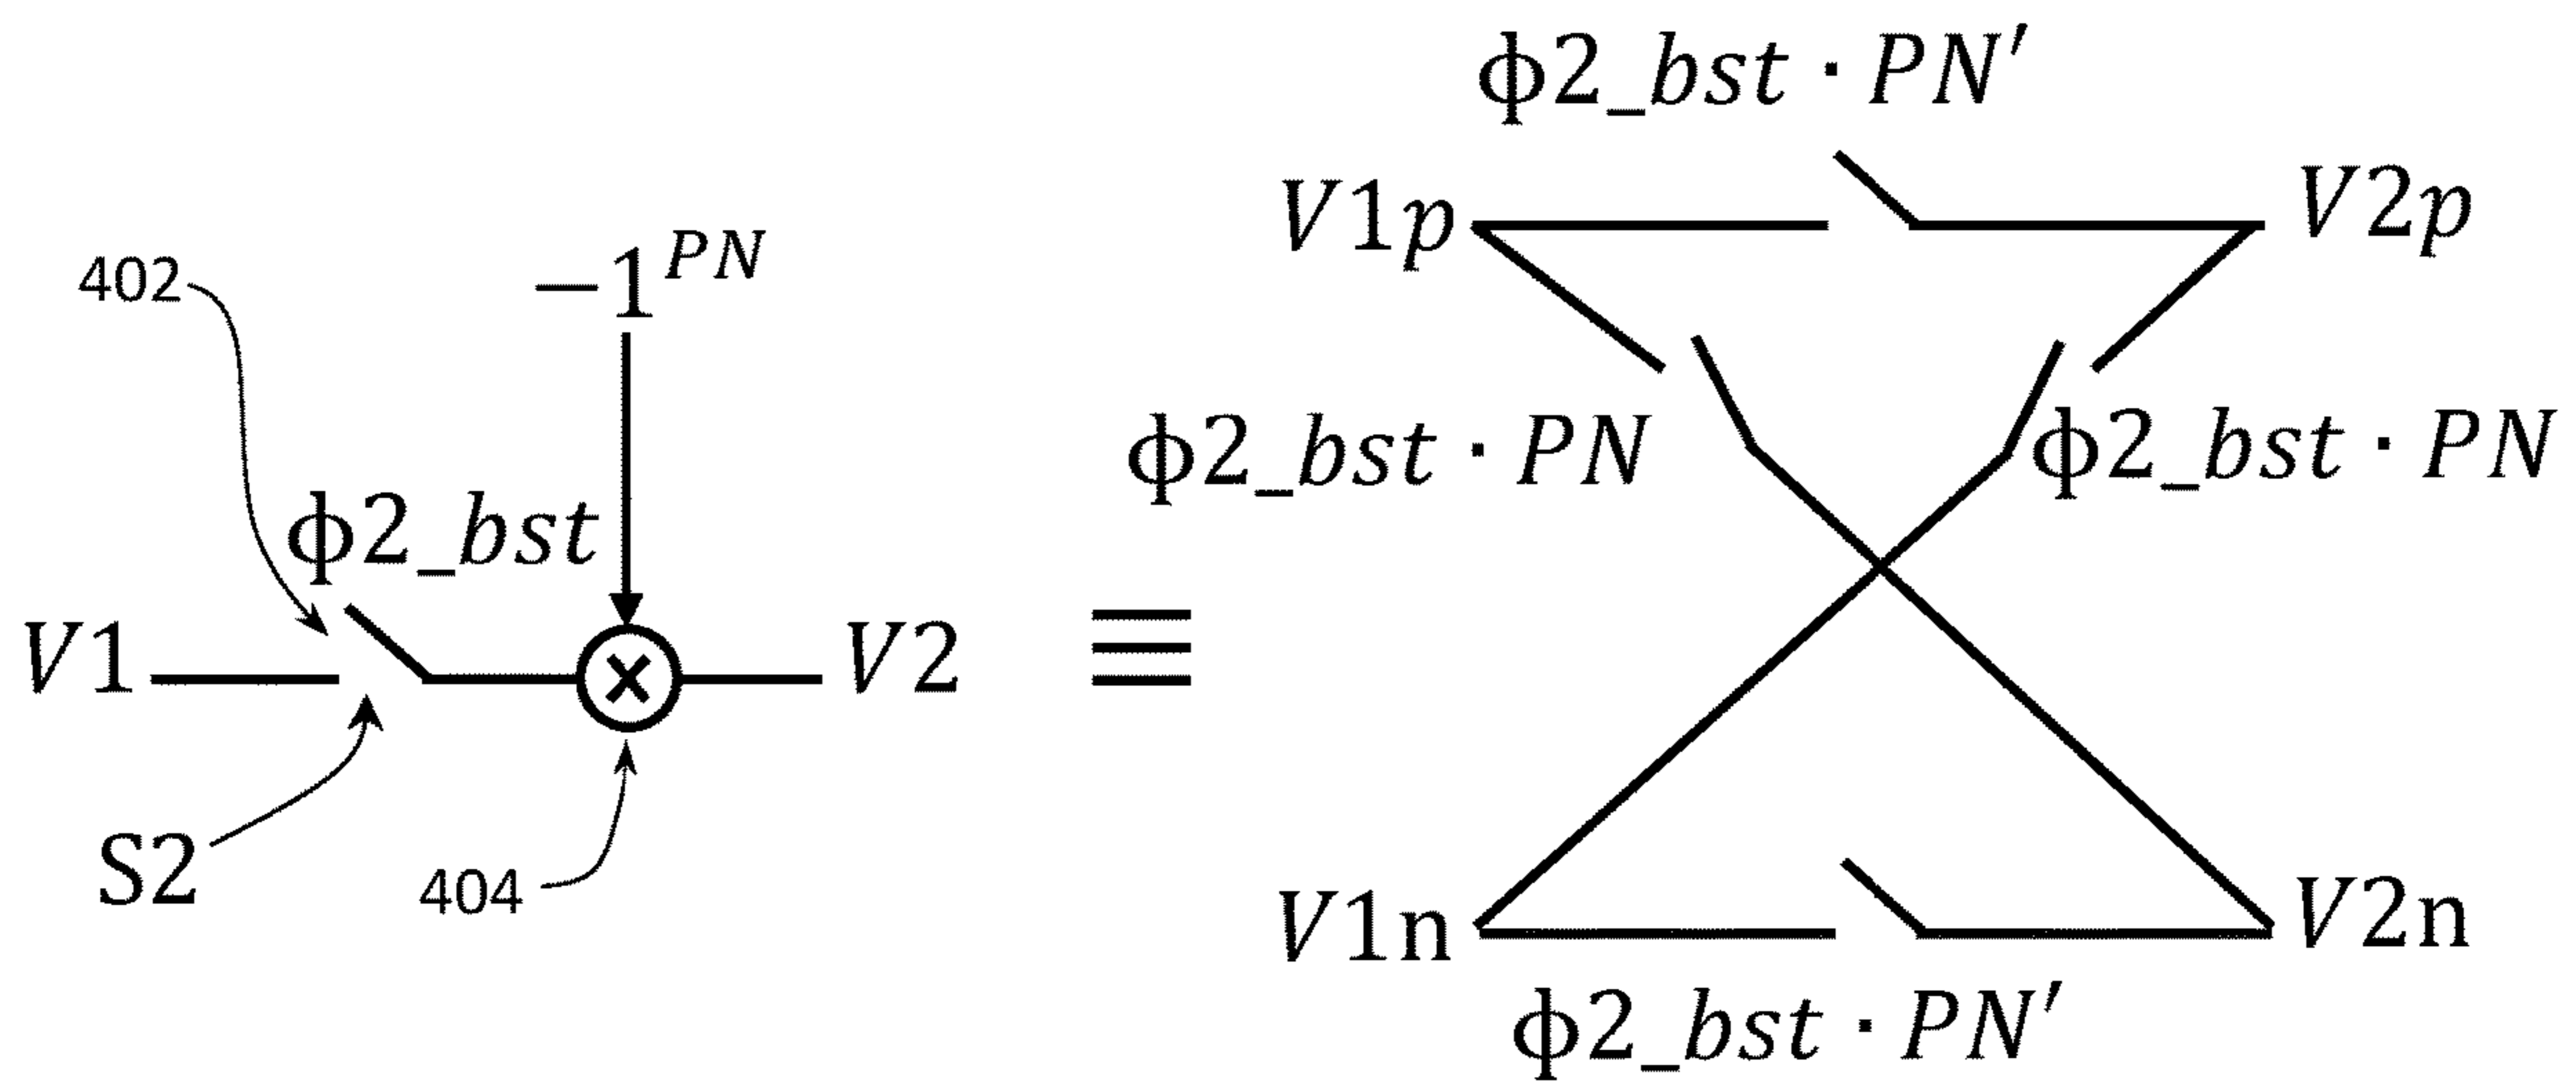 ϕ2_bst · PN′
V1p
V2p
−1^PN
402
ϕ2_bst · PN
ϕ2_bst · PN
ϕ2_bst
V1
V2
≡
S2
404
V1n
V2n
ϕ2_bst · PN′